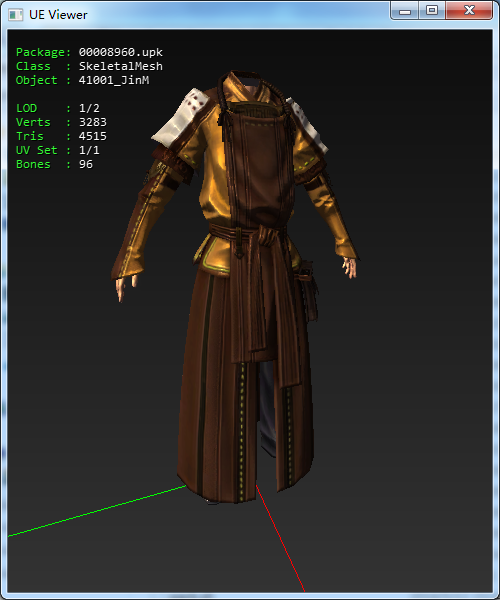 UE Viewer
Package: 00008960.upk
Class  : SkeletalMesh
Object : 41001_JinM
LOD    : 1/2
Verts  : 3283
Tris   : 4515
UV Set : 1/1
Bones  : 96